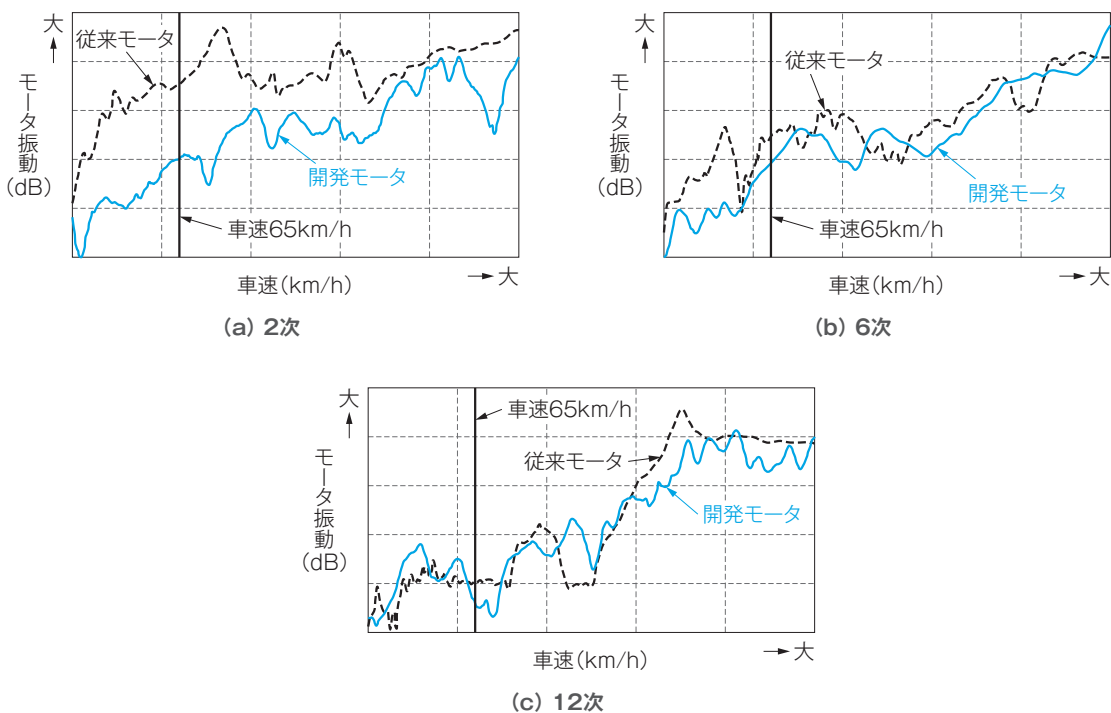 大
従来モータ
モータ振動
(dB)
開発モータ
車速65km/h
車速(km/h)
大
(a) 2次
大
従来モータ
モータ振動
(dB)
開発モータ
車速65km/h
車速(km/h)
大
(b) 6次
大
車速65km/h
従来モータ
モータ振動
(dB)
開発モータ
車速(km/h)
大
(c) 12次